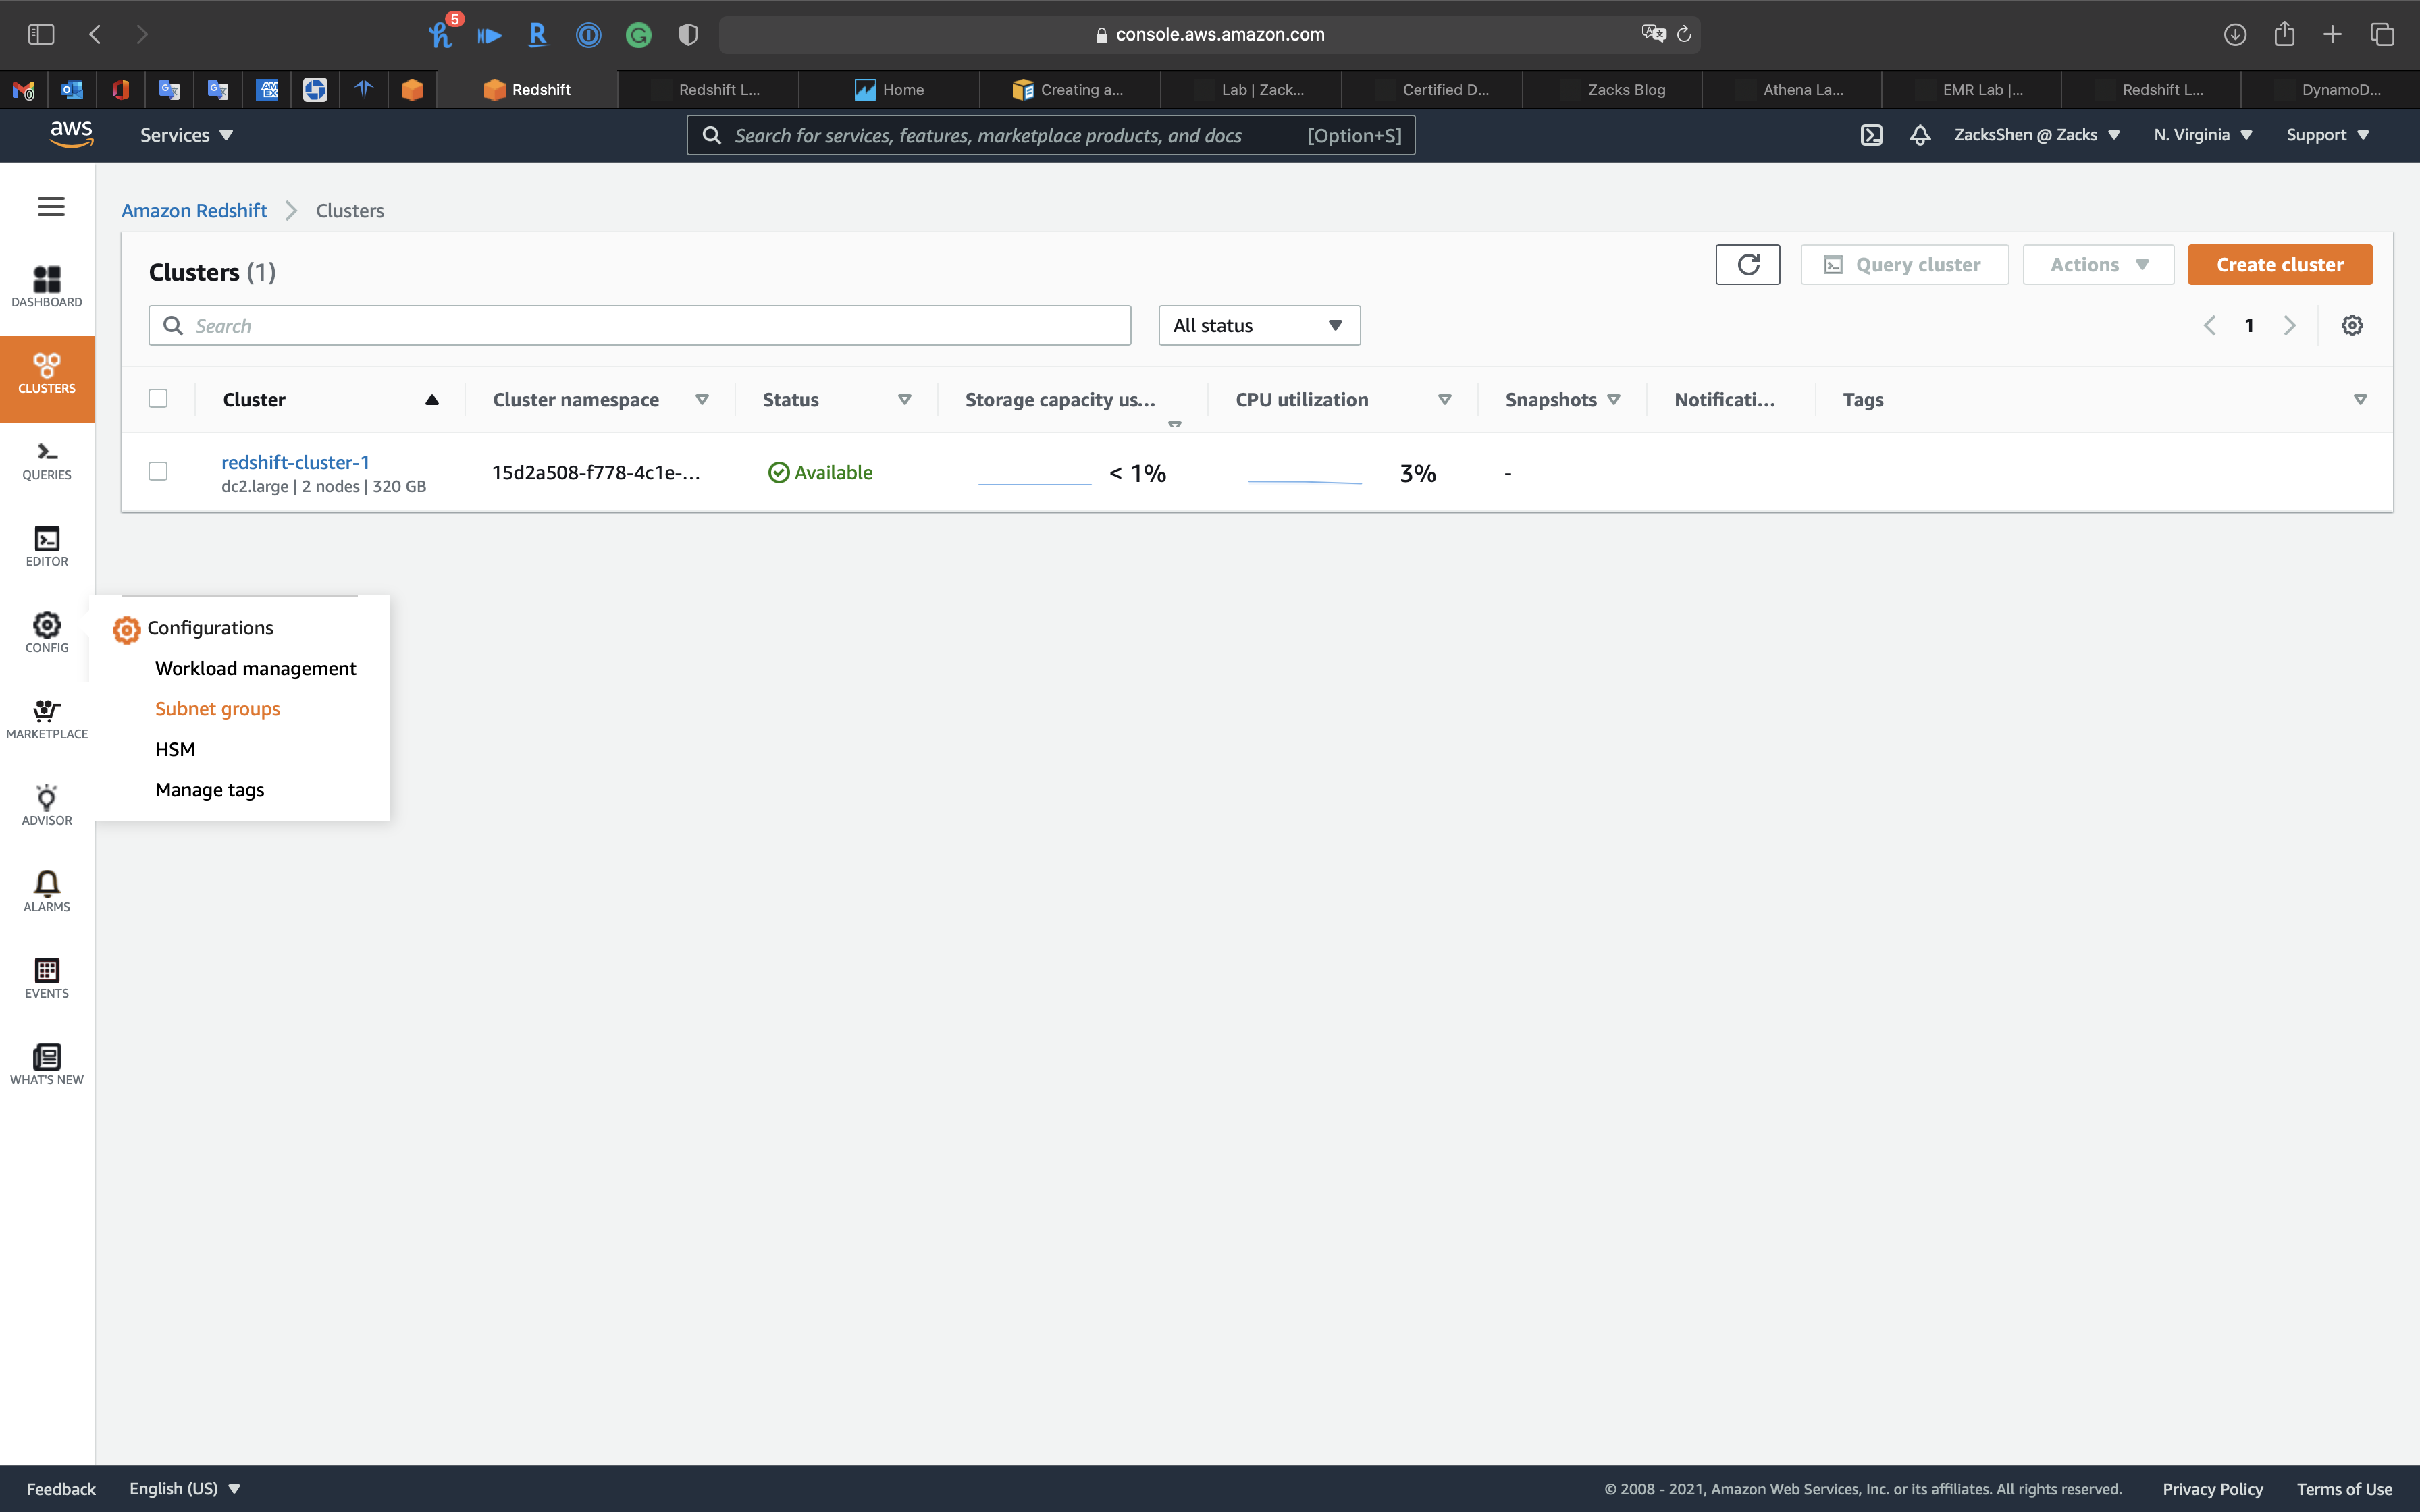 5
console.aws.amazon.com
Redshift
Redshift L...
Home
Creating a...
Lab | Zack...
Certified D...
Zacks Blog
Athena La...
EMR Lab |...
Redshift L...
DynamoD...
aws
Services
Search for services, features, marketplace products, and docs [Option+S]
ZacksShen @ Zacks
N. Virginia
Support
Amazon Redshift
Clusters
Clusters (1)
Query cluster
Actions
Create cluster
Search
All status
1
Cluster
Cluster namespace
Status
Storage capacity us...
CPU utilization
Snapshots
Notificati...
Tags
redshift-cluster-1
dc2.large | 2 nodes | 320 GB
15d2a508-f778-4c1e-...
Available
< 1%
3%
-
DASHBOARD
CLUSTERS
QUERIES
EDITOR
CONFIG
MARKETPLACE
ADVISOR
ALARMS
EVENTS
WHAT'S NEW
Configurations
Workload management
Subnet groups
HSM
Manage tags
Feedback
English (US)
© 2008 - 2021, Amazon Web Services, Inc. or its affiliates. All rights reserved.
Privacy Policy
Terms of Use